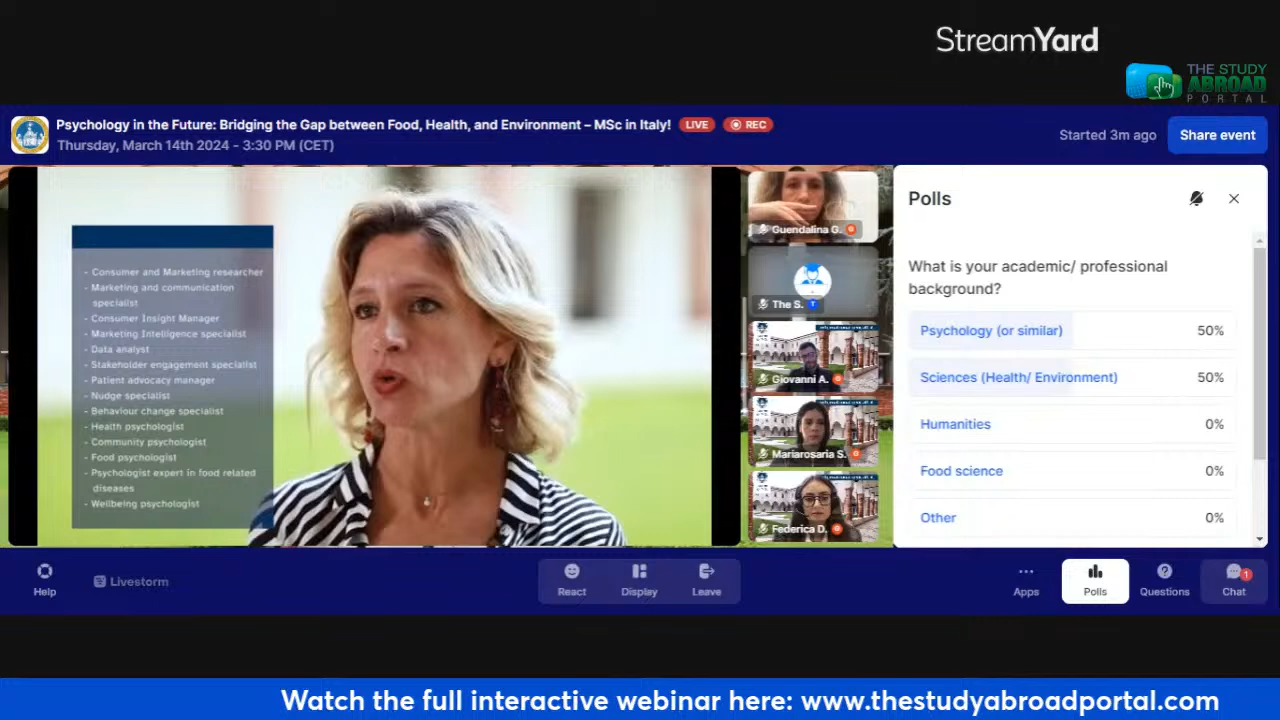 StreamYard
THE STUDY
ABROAD
PORTAL
Psychology in the Future: Bridging the Gap between Food, Health, and Environment – MSc in Italy!
LIVE
REC
Thursday, March 14th 2024 - 3:30 PM (CET)
Started 3m ago
Share event
- Consumer and Marketing researcher
- Marketing and communication
specialist
- Consumer Insight Manager
- Marketing Intelligence specialist
- Data analyst
- Stakeholder engagement specialist
- Patient advocacy manager
- Nudge specialist
- Behaviour change specialist
- Health psychologist
- Community psychologist
- Food psychologist
- Psychologist expert in food related
diseases
- Wellbeing psychologist
Guendalina G.
The S.
T
Giovanni A.
Mariarosaria S.
Federica D.
Polls
What is your academic/ professional
background?
Psychology (or similar) 50%
Sciences (Health/ Environment) 50%
Humanities 0%
Food science 0%
Other 0%
Help
Livestorm
React
Display
Leave
Apps
Polls
Questions
Chat
1
Watch the full interactive webinar here: www.thestudyabroadportal.com